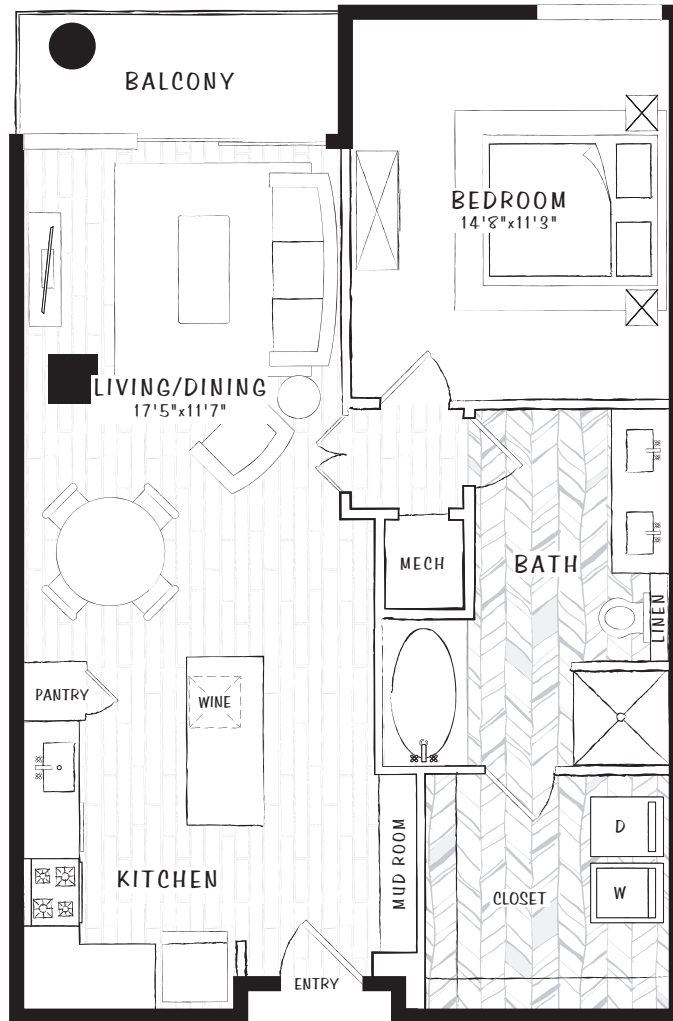 BALCONY
BEDROOM
14'8"x11'3"
LIVING/DINING
17'5"x11'7"
MECH
BATH
LINEN
PANTRY
WINE
KITCHEN
MUD ROOM
D
W
CLOSET
ENTRY